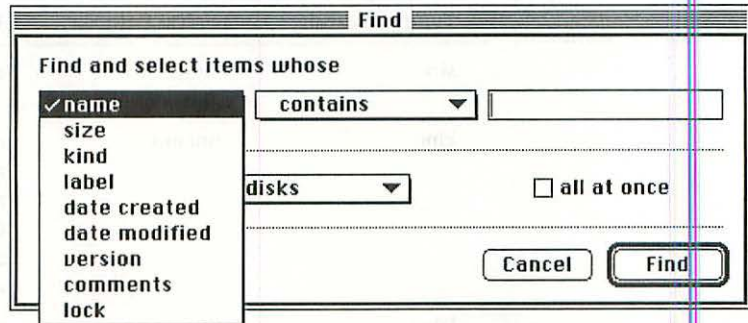 Find
Find and select items whose
✓name contains
size
kind
label
disks all at once
date created
date modified
version
Cancel Find
comments
lock